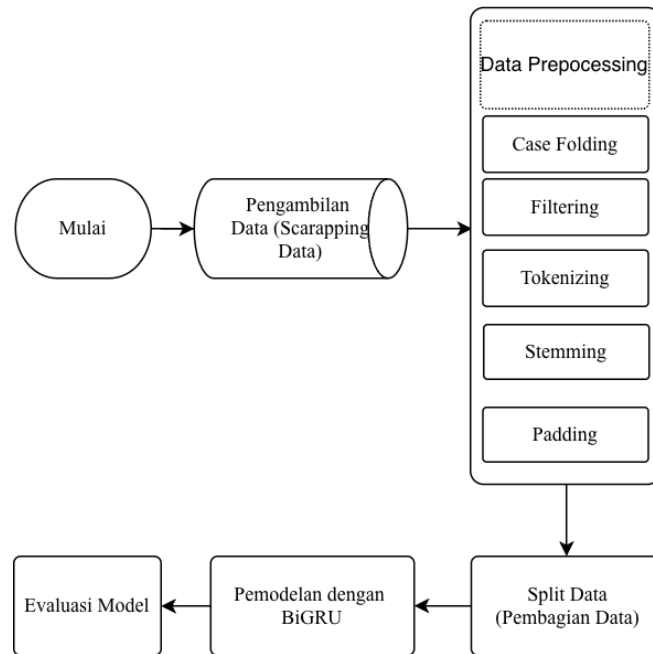 Mulai
Pengambilan
Data (Scarapping
Data)
Data Prepocessing
Case Folding
Filtering
Tokenizing
Stemming
Padding
Split Data
(Pembagian Data)
Pemodelan dengan
BiGRU
Evaluasi Model